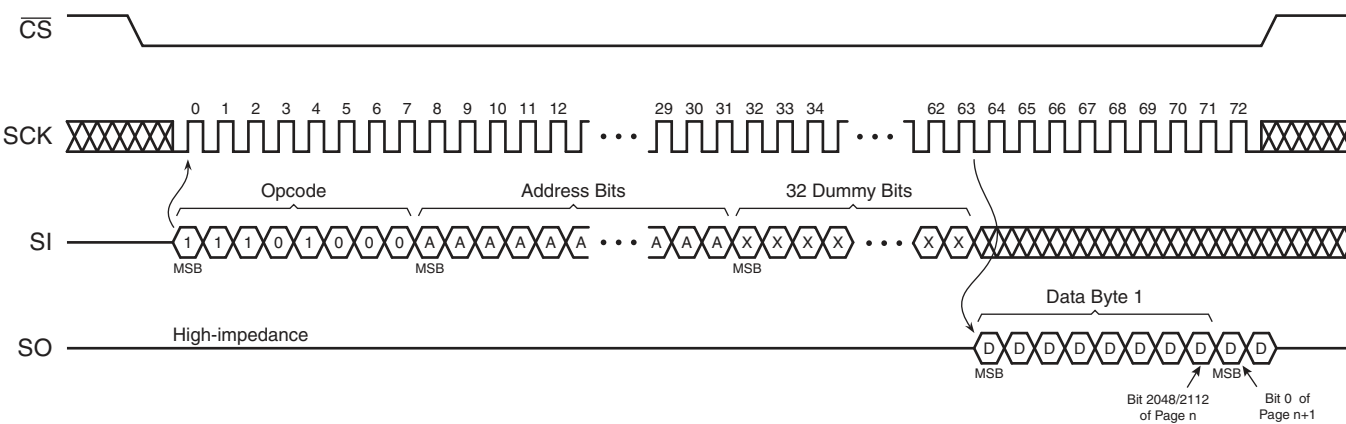 CS
SCK
0 1 2 3 4 5 6 7 8 9 10 11 12 29 30 31 32 33 34 62 63 64 65 66 67 68 69 70 71 72
Opcode Address Bits 32 Dummy Bits
SI
1 1 1 0 1 0 0 0 A A A A A A A A A X X X X X X
MSB MSB MSB
Data Byte 1
High-impedance
SO
D D D D D D D D D D
MSB MSB
Bit 2048/2112
of Page n
Bit 0 of
Page n+1